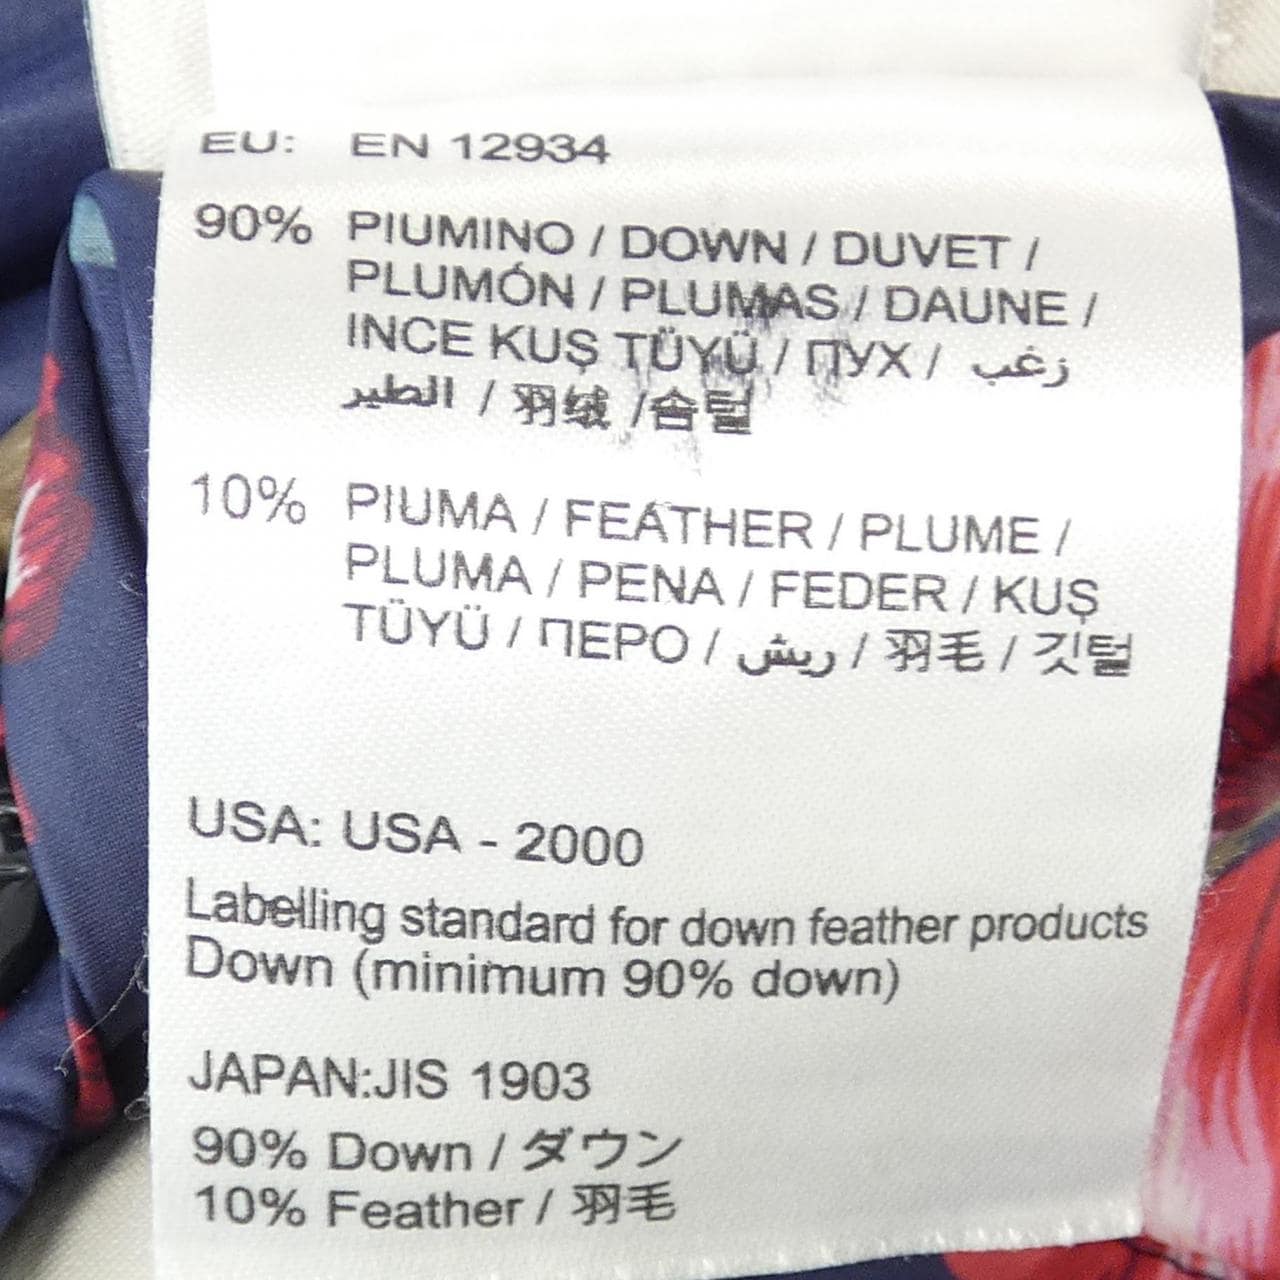 EU: EN 12934
90% PIUMINO / DOWN / DUVET /
PLUMÓN / PLUMAS / DAUNE /
INCE KUŞ TÜYÜ / ПУХ / زغب
الطير / 羽绒 /솜털
10% PIUMA / FEATHER / PLUME /
PLUMA / PENA / FEDER / KUŞ
TÜYÜ / ПЕРО / ريش / 羽毛 / 깃털
USA: USA - 2000
Labelling standard for down feather products
Down (minimum 90% down)
JAPAN:JIS 1903
90% Down / ダウン
10% Feather / 羽毛